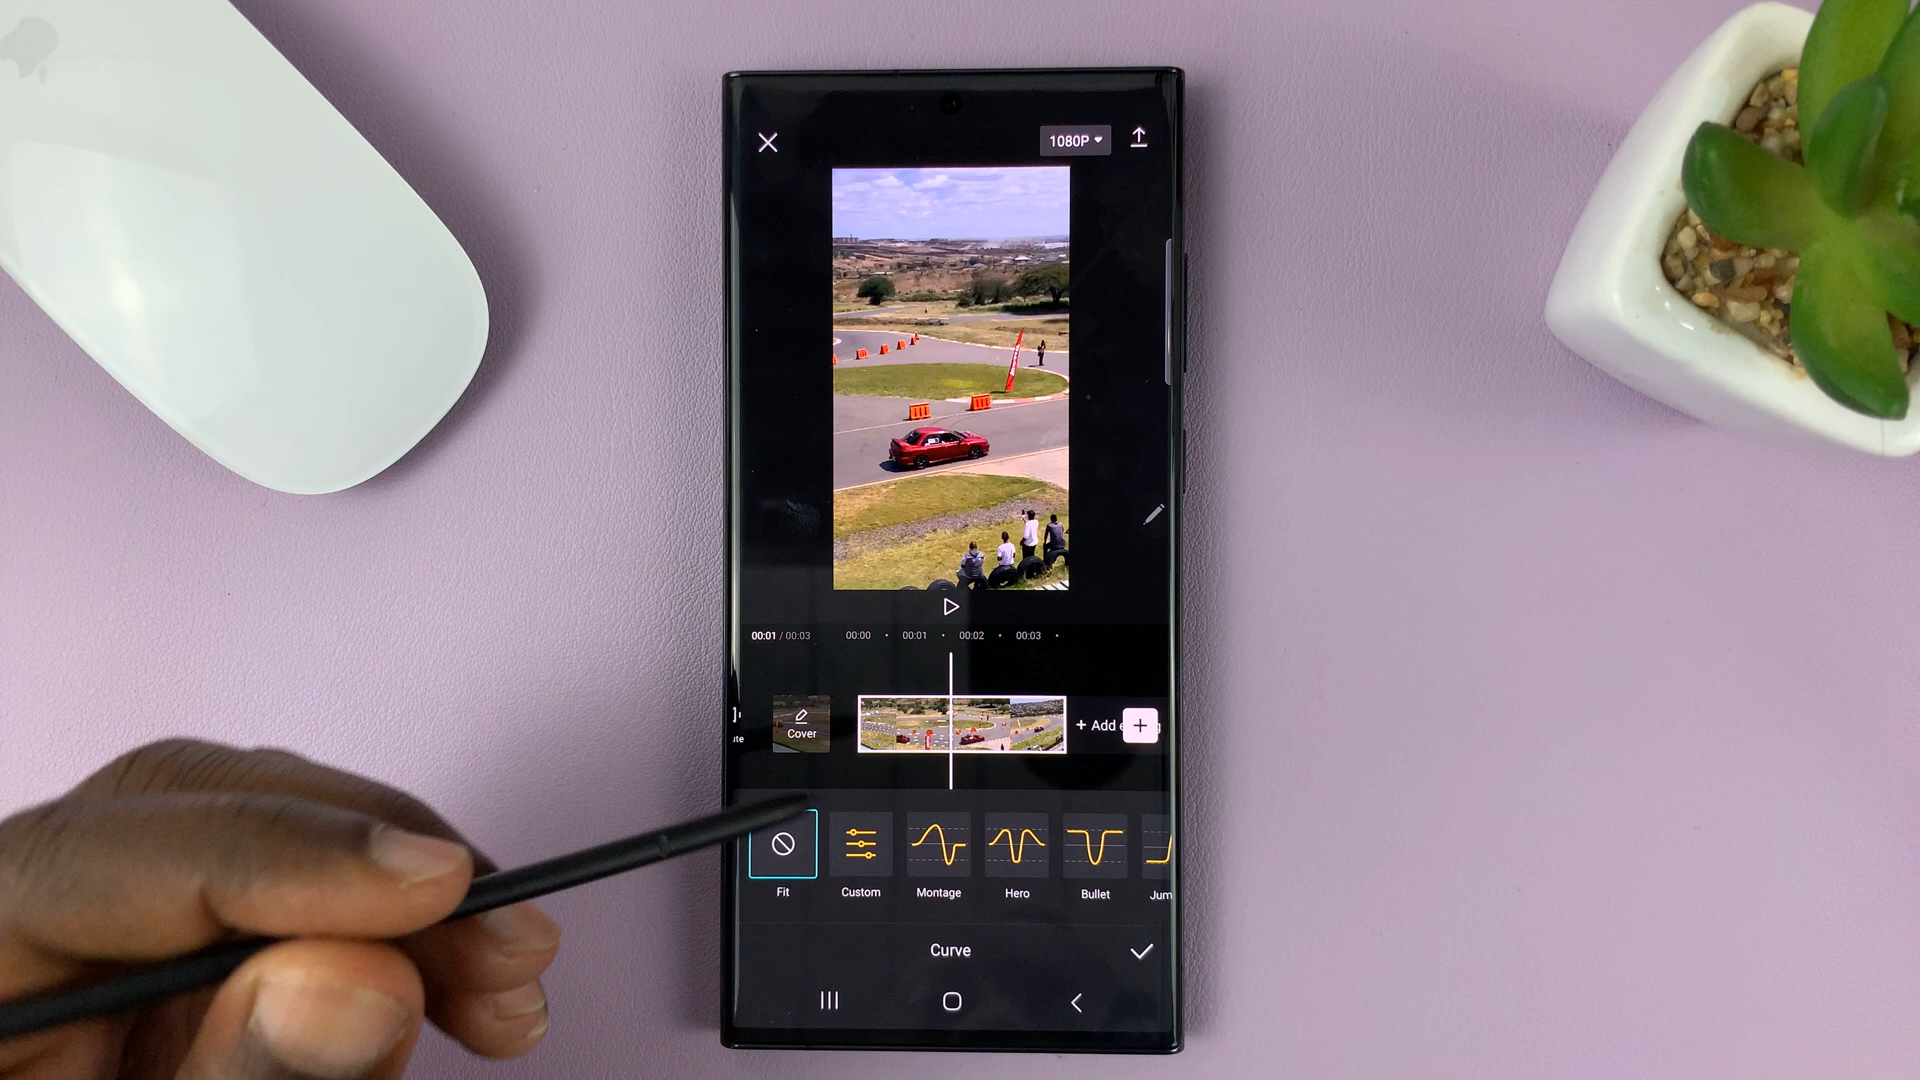 1080P
00:01 / 00:03 00:00 00:01 00:02 00:03
Cover
+ Add
Fit Custom Montage Hero Bullet Jum
Curve